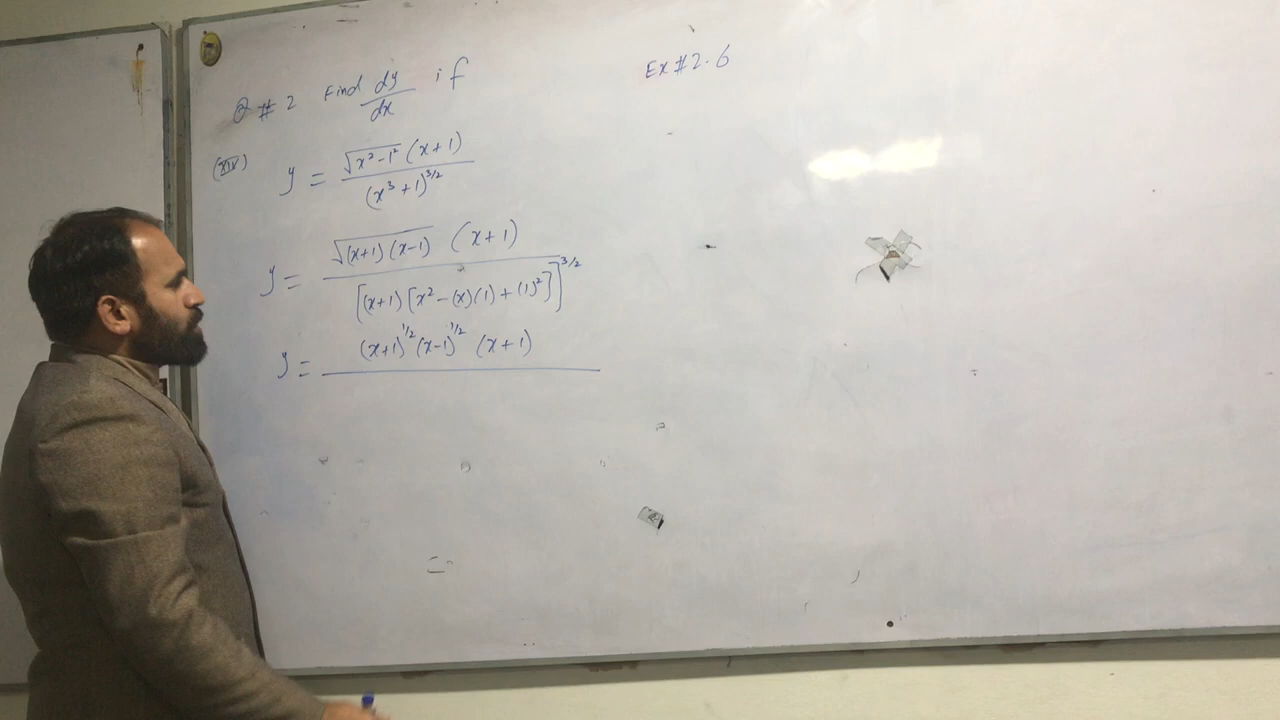 Ex #2.6
Q # 2 Find dy/dx if
(xiv) y = √(x²-1²) (x+1) / (x³+1)^3/2
y = √((x+1)(x-1)) (x+1) / [(x+1)[x²-(x)(1)+(1)²]]^3/2
y = (x+1)^1/2 (x-1)^1/2 (x+1)